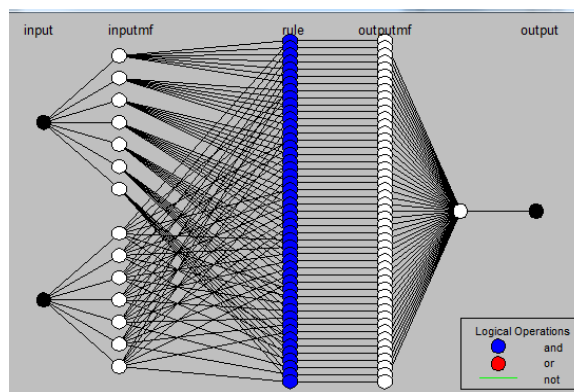 input inputmf rule outputmf output
Logical Operations
and
or
not